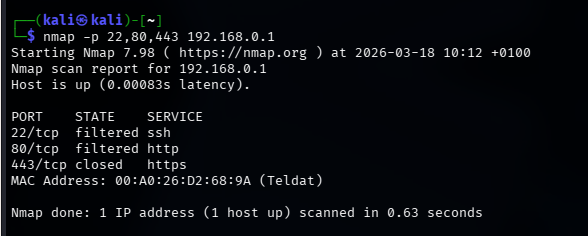 ┌──(kali㉿kali)-[~]
└─$ nmap -p 22,80,443 192.168.0.1
Starting Nmap 7.98 ( https://nmap.org ) at 2026-03-18 10:12 +0100
Nmap scan report for 192.168.0.1
Host is up (0.00083s latency).

PORT    STATE    SERVICE
22/tcp  filtered ssh
80/tcp  filtered http
443/tcp closed   https
MAC Address: 00:A0:26:D2:68:9A (Teldat)

Nmap done: 1 IP address (1 host up) scanned in 0.63 seconds